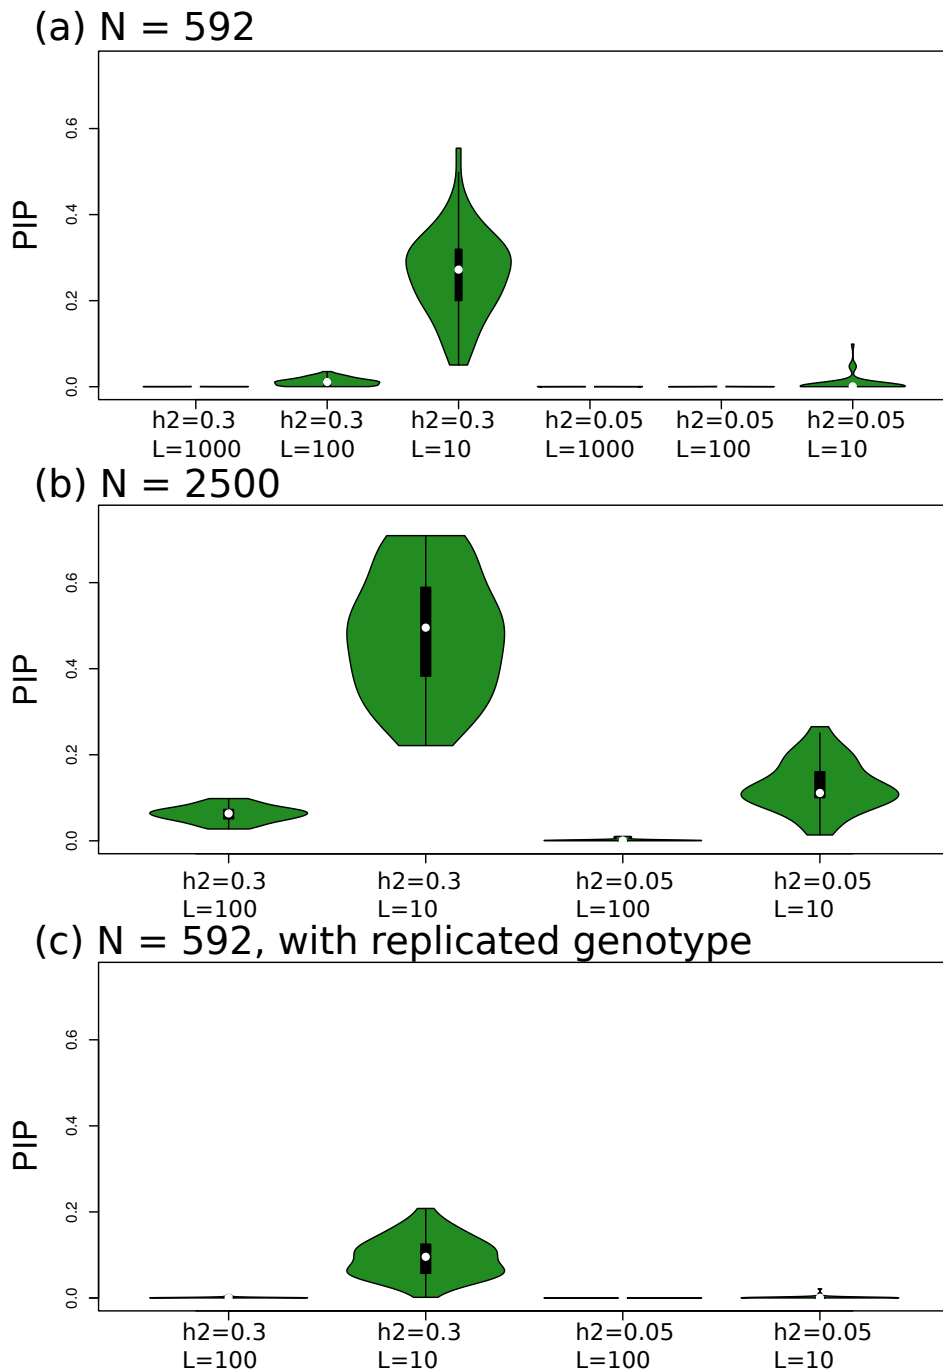 (a) N = 592
PIP
0.6
0.4
0.2
0.0
h2=0.3 h2=0.3 h2=0.3 h2=0.05 h2=0.05 h2=0.05
L=1000 L=100 L=10 L=1000 L=100 L=10
(b) N = 2500
PIP
0.6
0.4
0.2
0.0
h2=0.3 h2=0.3 h2=0.05 h2=0.05
L=100 L=10 L=100 L=10
(c) N = 592, with replicated genotype
PIP
0.6
0.4
0.2
0.0
h2=0.3 h2=0.3 h2=0.05 h2=0.05
L=100 L=10 L=100 L=10